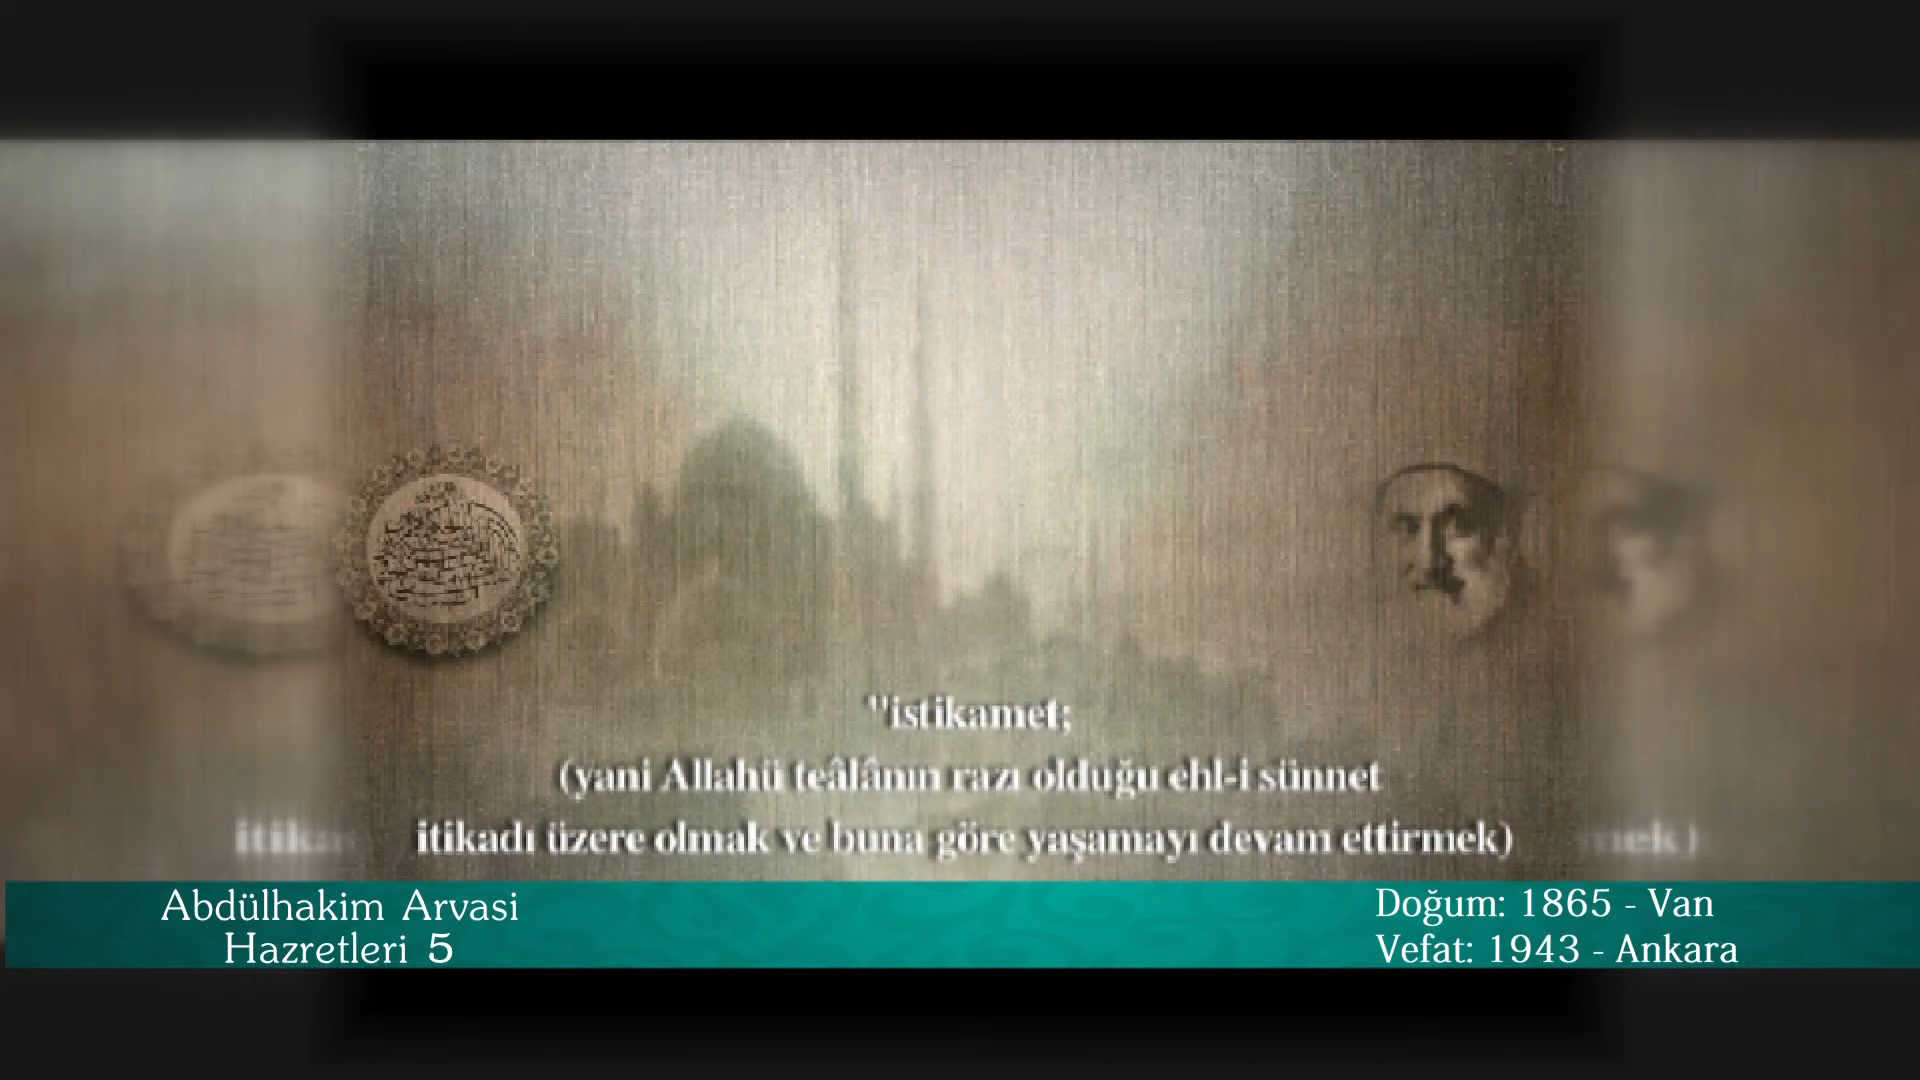 "istikamet;
(yani Allahü teâlânın razı olduğu ehl-i sünnet
itikadı üzere olmak ve buna göre yaşamayı devam ettirmek)
Abdülhakim Arvasi
Hazretleri 5
Doğum: 1865 - Van
Vefat: 1943 - Ankara